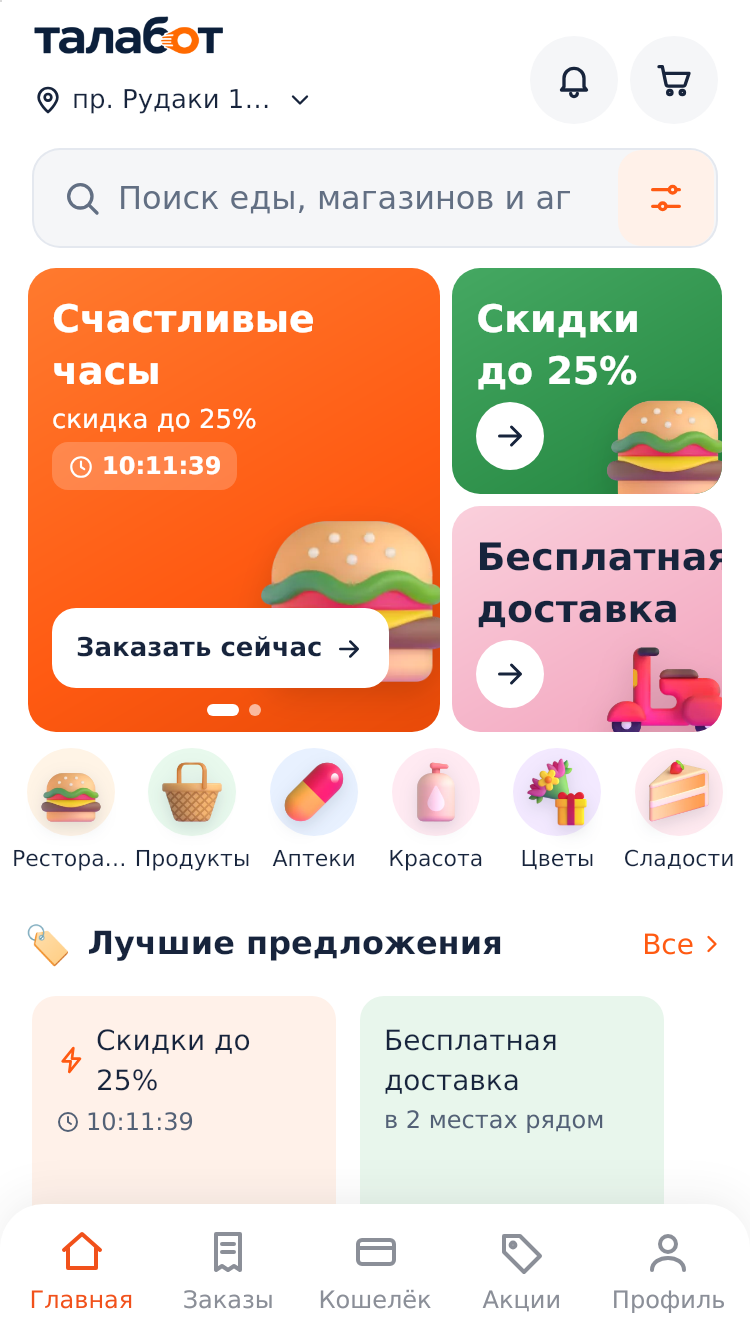 талабот
пр. Рудаки 1...
Поиск еды, магазинов и аг
Счастливые
часы
скидка до 25%
10:11:39
Заказать сейчас
Скидки
до 25%
Бесплатная
доставка
Рестора...
Продукты
Аптеки
Красота
Цветы
Сладости
Лучшие предложения
Все
Скидки до
25%
10:11:39
Бесплатная
доставка
в 2 местах рядом
Главная
Заказы
Кошелёк
Акции
Профиль